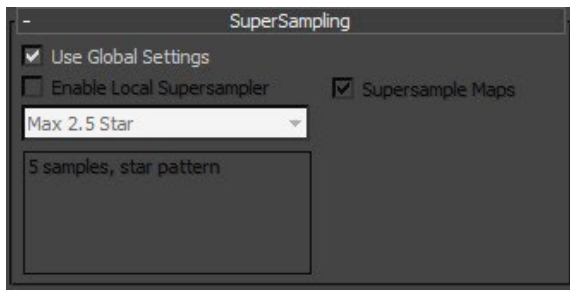 - SuperSampling
Use Global Settings
Enable Local Supersampler Supersample Maps
Max 2.5 Star
5 samples, star pattern